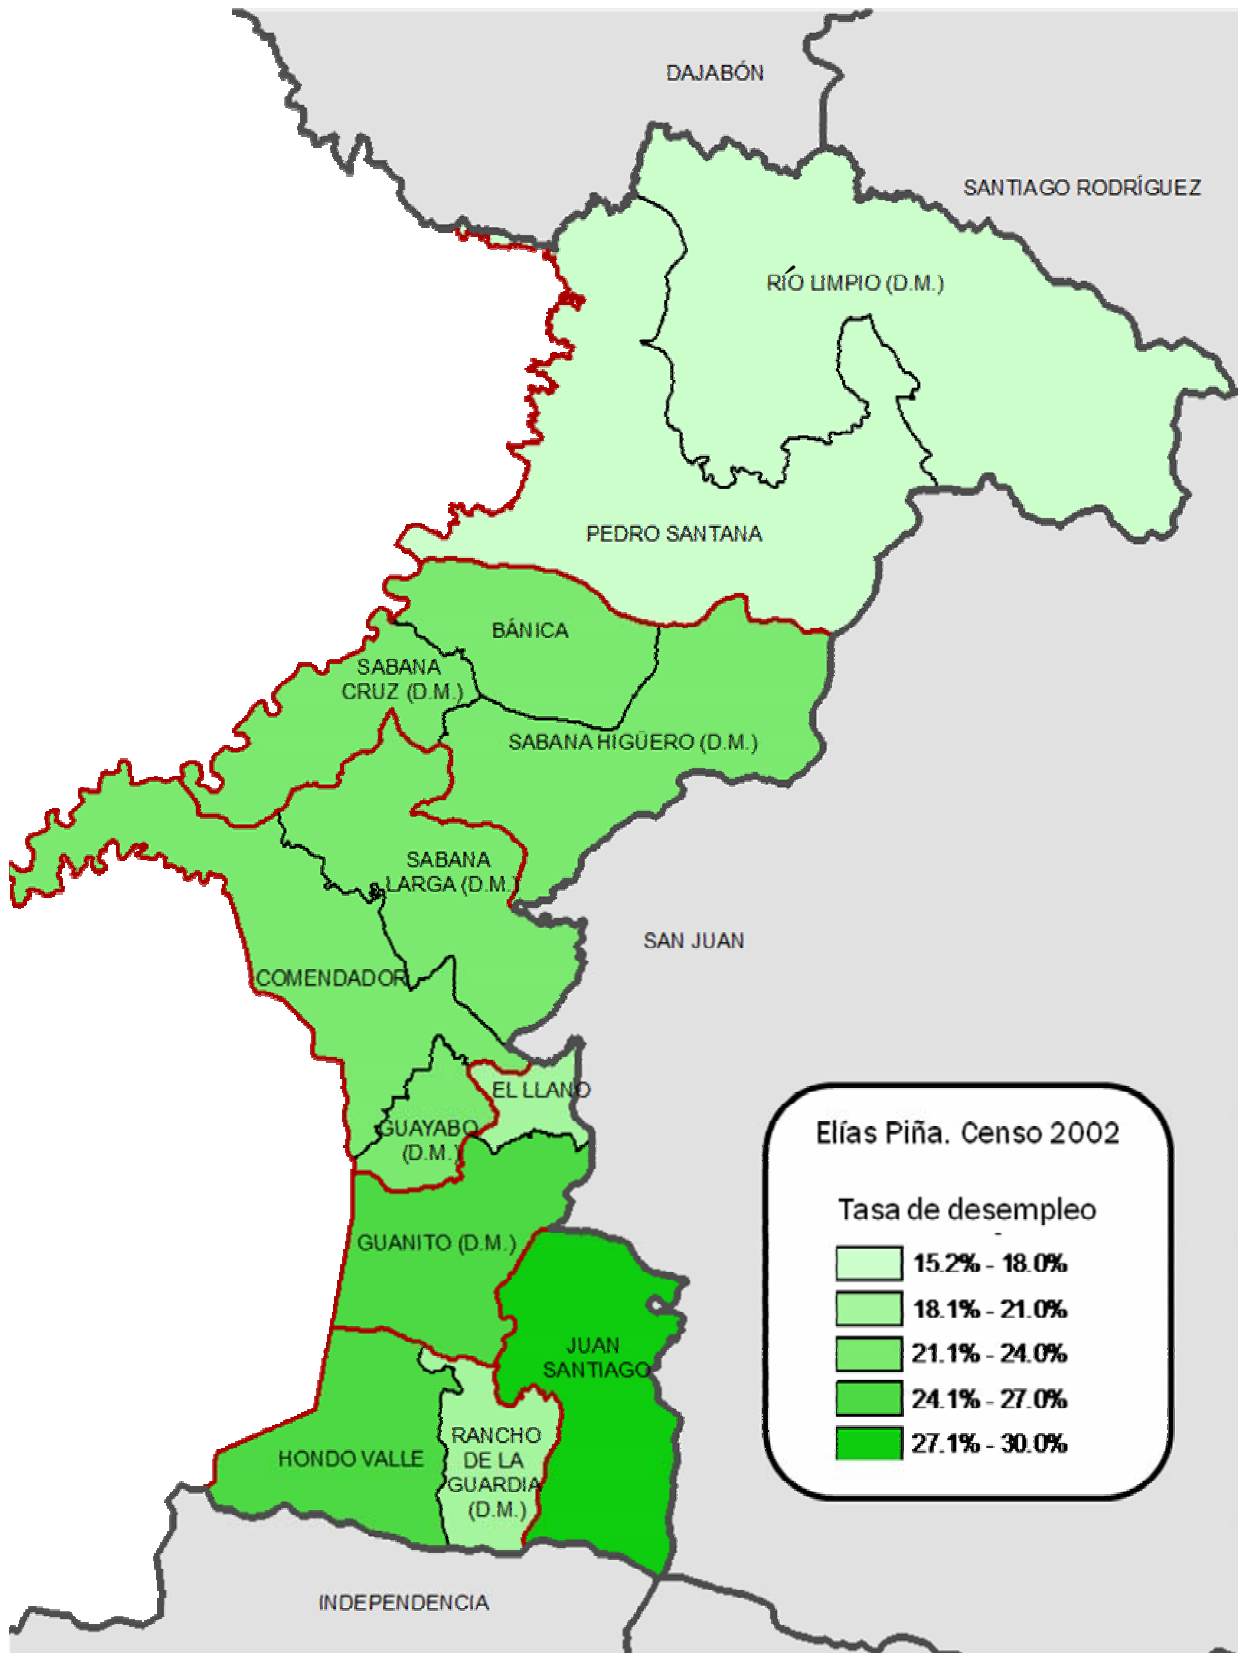 DAJABÓN
SANTIAGO RODRÍGUEZ
RÍO LIMPIO (D.M.)
PEDRO SANTANA
BÁNICA
SABANA
CRUZ (D.M.)
SABANA HIGÜERO (D.M.)
SABANA
LARGA (D.M.)
SAN JUAN
COMENDADOR
EL LLANO
GUAYABO
(D.M.)
GUANITO (D.M.)
JUAN
SANTIAGO
HONDO VALLE
RANCHO
DE LA
GUARDIA
(D.M.)
INDEPENDENCIA
Elías Piña. Censo 2002
Tasa de desempleo
15.2% - 18.0%
18.1% - 21.0%
21.1% - 24.0%
24.1% - 27.0%
27.1% - 30.0%